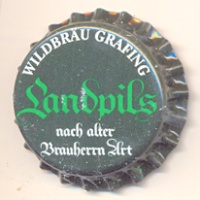 WILDBRÄU GRAFING
Landpils
nach alter
Brauherrn Art